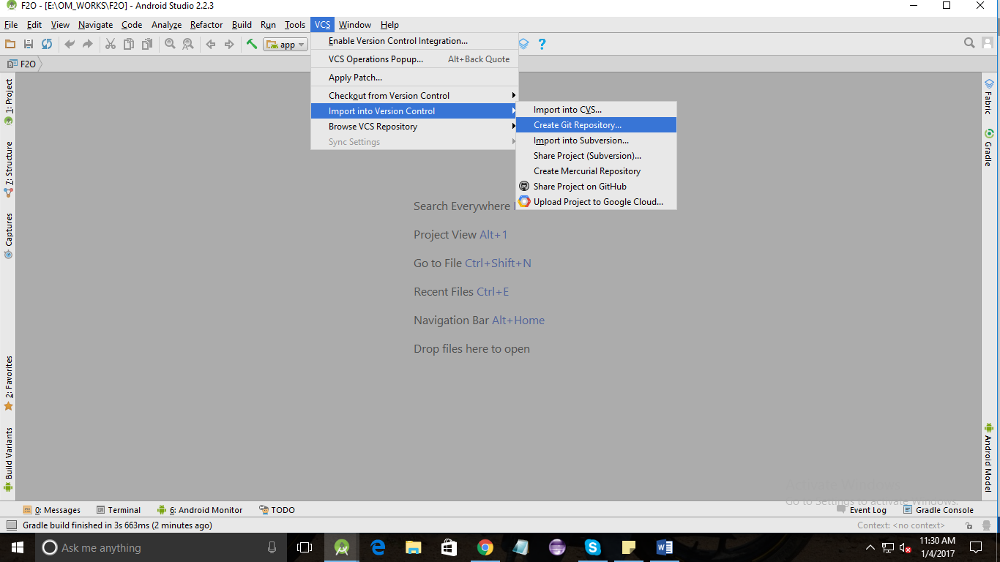 F2O - [E:\OM_WORKS\F2O] - Android Studio 2.2.3
File Edit View Navigate Code Analyze Refactor Build Run Tools VCS Window Help
app
F2O
Enable Version Control Integration...
VCS Operations Popup... Alt+Back Quote
Apply Patch...
Checkout from Version Control
Import into Version Control
Browse VCS Repository
Sync Settings
Import into CVS...
Create Git Repository...
Import into Subversion...
Share Project (Subversion)...
Create Mercurial Repository
Share Project on GitHub
Upload Project to Google Cloud...
1: Project
7: Structure
Captures
2: Favorites
Build Variants
Search Everywhere
Project View Alt+1
Go to File Ctrl+Shift+N
Recent Files Ctrl+E
Navigation Bar Alt+Home
Drop files here to open
Fabric
Gradle
Android Model
Activate Windows
Go to Settings to activate Windows.
0: Messages Terminal 6: Android Monitor TODO Event Log Gradle Console
Gradle build finished in 3s 663ms (2 minutes ago) Context: <no context>
Ask me anything
11:30 AM
1/4/2017